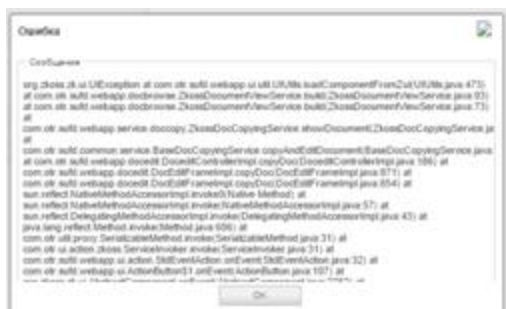 Ошибка
Сообщение
org.zkoss.zk.ui.UiException at com.otr.sufd.webapp.ui.util.UiUtils.loadComponentFromZul(UiUtils.java:473)
at com.otr.sufd.webapp.docbrowse.ZkossDocumentViewService.build(ZkossDocumentViewService.java:93)
at com.otr.sufd.webapp.docbrowse.ZkossDocumentViewService.build(ZkossDocumentViewService.java:73)
at
com.otr.sufd.webapp.service.doccopy.ZkossDocCopyingService.showDocument(ZkossDocCopyingService.ja
at
com.otr.sufd.common.service.BaseDocCopyingService.copyAndEditDocument(BaseDocCopyingService.java:
at com.otr.sufd.webapp.docedit.DoceditControllerImpl.copyDoc(DoceditControllerImpl.java:186) at
com.otr.sufd.webapp.docedit.DocEditFrameImpl.copyDoc(DocEditFrameImpl.java:871) at
com.otr.sufd.webapp.docedit.DocEditFrameImpl.copyDoc(DocEditFrameImpl.java:854) at
sun.reflect.NativeMethodAccessorImpl.invoke0(Native Method) at
sun.reflect.NativeMethodAccessorImpl.invoke(NativeMethodAccessorImpl.java:57) at
sun.reflect.DelegatingMethodAccessorImpl.invoke(DelegatingMethodAccessorImpl.java:43) at
java.lang.reflect.Method.invoke(Method.java:606) at
com.otr.util.proxy.SerializableMethod.invoke(SerializableMethod.java:31) at
com.otr.ui.action.zkoss.ServiceInvoker.invoke(ServiceInvoker.java:31) at
com.otr.sufd.webapp.ui.action.StdEventAction.onEvent(StdEventAction.java:32) at
com.otr.sufd.webapp.ui.ActionButton$1.onEvent(ActionButton.java:107) at
OK